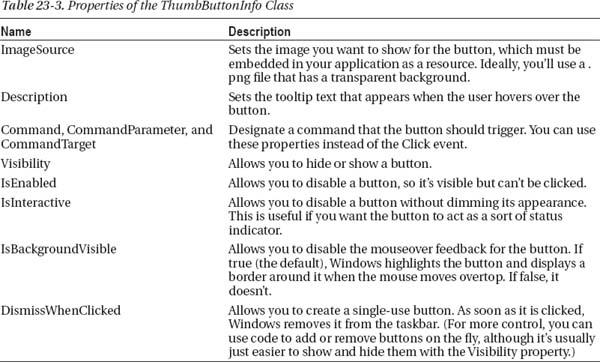 Table 23-3. Properties of the ThumbButtonInfo Class
Name Description
ImageSource Sets the image you want to show for the button, which must be
embedded in your application as a resource. Ideally, you'll use a .
png file that has a transparent background.
Description Sets the tooltip text that appears when the user hovers over the
button.
Command, CommandParameter, and Designate a command that the button should trigger. You can use
CommandTarget these properties instead of the Click event.
Visibility Allows you to hide or show a button.
IsEnabled Allows you to disable a button, so it's visible but can't be clicked.
IsInteractive Allows you to disable a button without dimming its appearance.
This is useful if you want the button to act as a sort of status
indicator.
IsBackgroundVisible Allows you to disable the mouseover feedback for the button. If
true (the default), Windows highlights the button and displays a
border around it when the mouse moves overtop. If false, it
doesn't.
DismissWhenClicked Allows you to create a single-use button. As soon as it is clicked,
Windows removes it from the taskbar. (For more control, you can
use code to add or remove buttons on the fly, although it's usually
just easier to show and hide them with the Visibility property.)